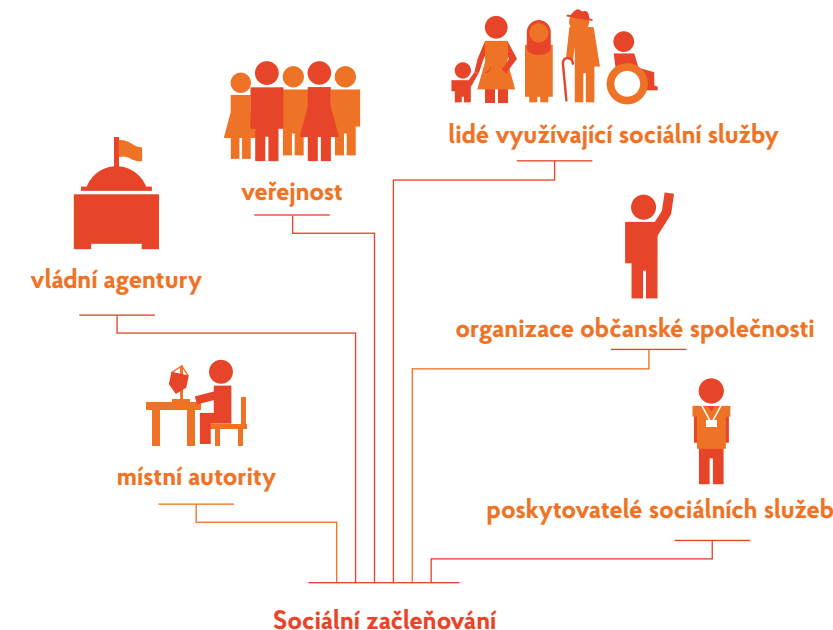 lidé využívající sociální služby
veřejnost
vládní agentury
organizace občanské společnosti
místní autority
poskytovatelé sociálních služeb
Sociální začleňování